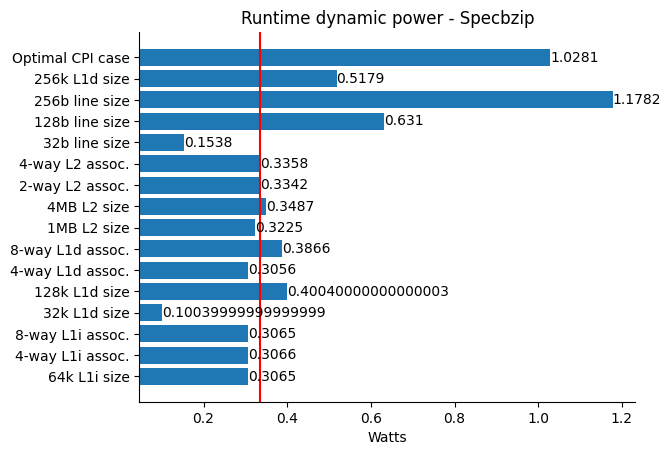 Runtime dynamic power - Specbzip
Optimal CPI case 1.0281
256k L1d size 0.5179
256b line size 1.1782
128b line size 0.631
32b line size 0.1538
4-way L2 assoc. 0.3358
2-way L2 assoc. 0.3342
4MB L2 size 0.3487
1MB L2 size 0.3225
8-way L1d assoc. 0.3866
4-way L1d assoc. 0.3056
128k L1d size 0.40040000000000003
32k L1d size 0.10039999999999999
8-way L1i assoc. 0.3065
4-way L1i assoc. 0.3066
64k L1i size 0.3065
0.2 0.4 0.6 0.8 1.0 1.2
Watts